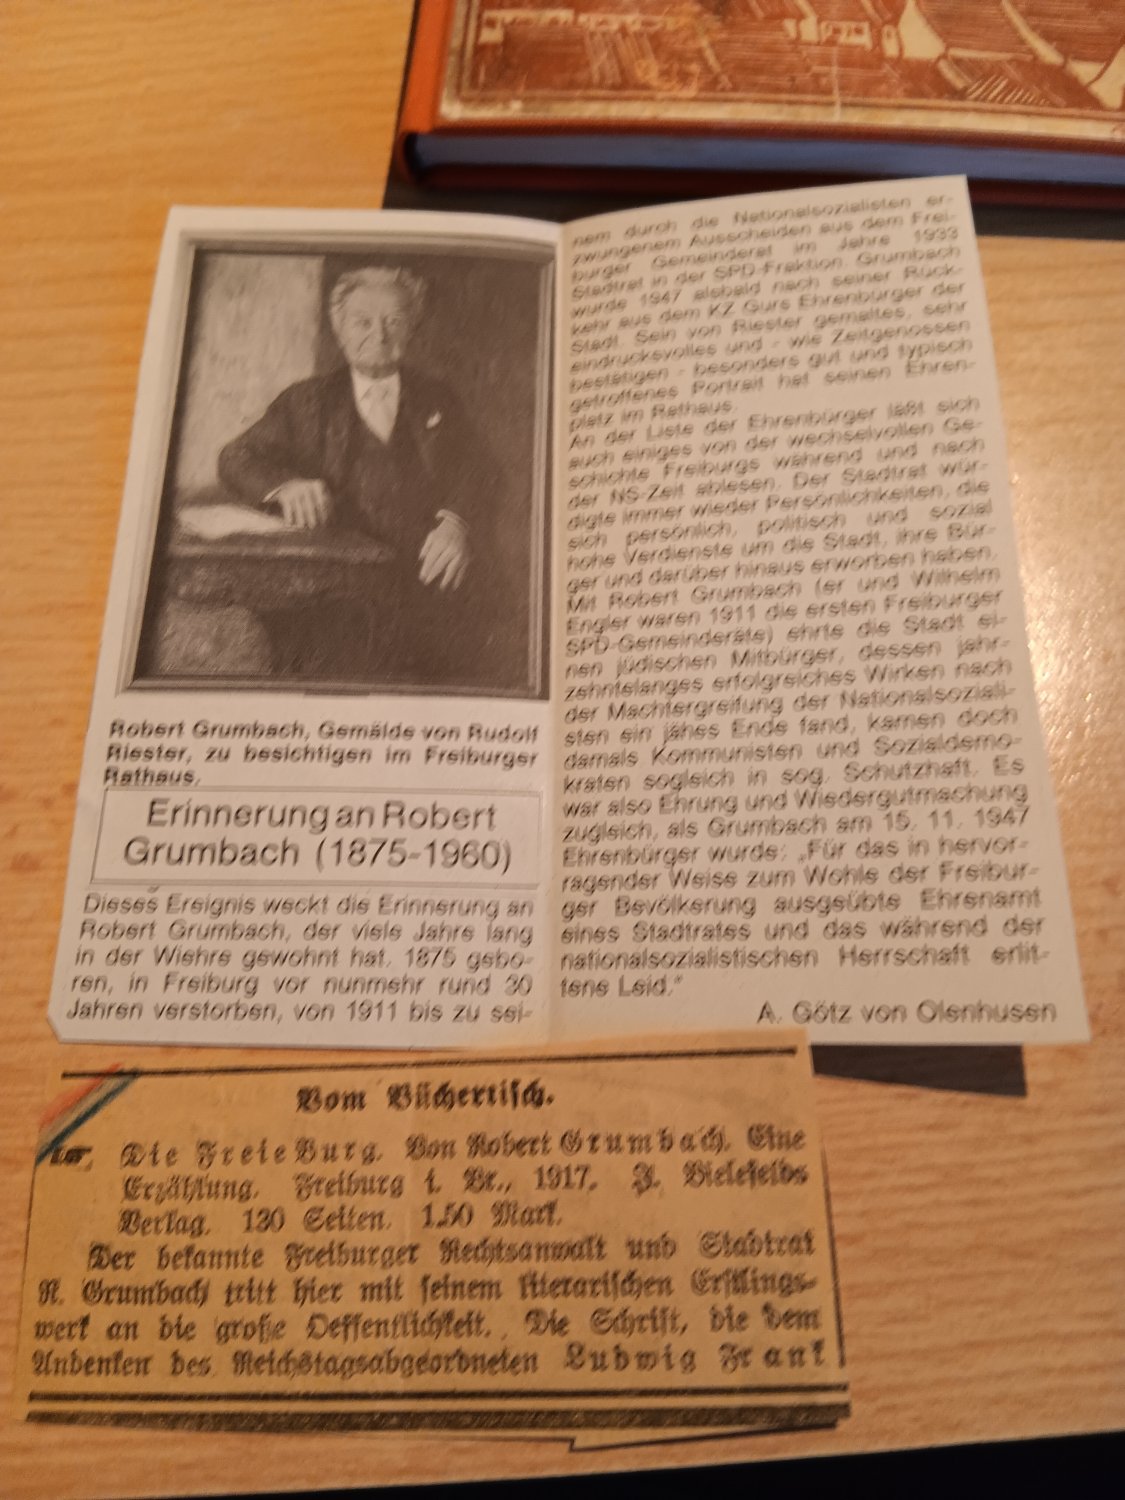 Robert Grumbach, Gemälde von Rudolf
Riester, zu besichtigen im Freiburger
Rathaus.
Erinnerung an Robert
Grumbach (1875-1960)
Dieses Ereignis weckt die Erinnerung an
Robert Grumbach, der viele Jahre lang
in der Wiehre gewohnt hat. 1875 gebo-
ren, in Freiburg vor nunmehr rund 30
Jahren verstorben, von 1911 bis zu sei-
nem durch die Nationalsozialisten er-
zwungenem Ausscheiden aus dem Frei-
burger Gemeinderat im Jahre 1933
Stadtrat in der SPD-Fraktion. Grumbach
wurde 1947 alsbald nach seiner Rück-
kehr aus dem KZ Gurs Ehrenbürger der
Stadt. Sein von Riester gemaltes, sehr
eindrucksvolles und - wie Zeitgenossen
bestätigen - besonders gut und typisch
getroffenes Portrait hat seinen Ehren-
platz im Rathaus.
An der Liste der Ehrenbürger läßt sich
auch einiges von der wechselvollen Ge-
schichte Freiburgs während und nach
der NS-Zeit ablesen. Der Stadtrat wür-
digte immer wieder Persönlichkeiten, die
sich persönlich, politisch und sozial
hohe Verdienste um die Stadt, ihre Bür-
ger und darüber hinaus erworben haben.
Mit Robert Grumbach (er und Wilhelm
Engler waren 1911 die ersten Freiburger
SPD-Gemeinderäte) ehrte die Stadt ei-
nen jüdischen Mitbürger, dessen jahr-
zehntelanges erfolgreiches Wirken nach
der Machtergreifung der Nationalsoziali-
sten ein jähes Ende fand, kamen doch
damals Kommunisten und Sozialdemo-
kraten sogleich in sog. Schutzhaft. Es
war also Ehrung und Wiedergutmachung
zugleich, als Grumbach am 15. 11. 1947
Ehrenbürger wurde: „Für das in hervor-
ragender Weise zum Wohle der Freibur-
ger Bevölkerung ausgeübte Ehrenamt
eines Stadtrates und das während der
nationalsozialistischen Herrschaft erlit-
tene Leid."
A. Götz von Olenhusen
Vom Büchertisch.
Die Freie Burg. Von Robert Grumbach. Eine
Erzählung. Freiburg i. Br., 1917. J. Bielefelds
Verlag. 130 Seiten. 1.50 Mark.
Der bekannte Freiburger Rechtsanwalt und Stadtrat
R. Grumbach tritt hier mit seinem literarischen Erstlings-
werk an die große Oeffentlichkeit. Die Schrift, die dem
Andenken des Reichstagsabgeordneten Ludwig Frank